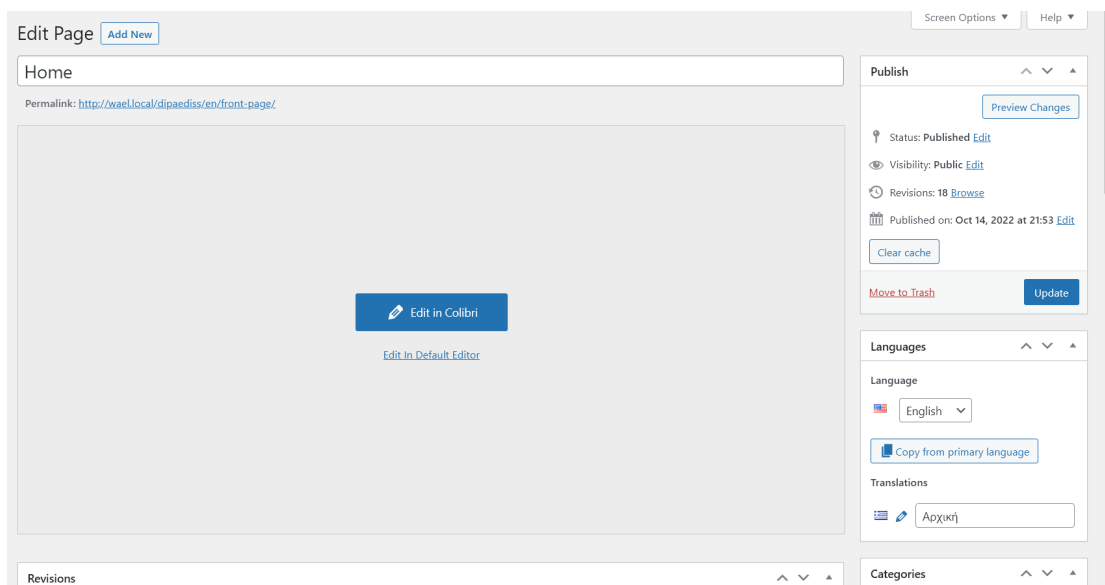 Screen Options ▼
Help ▼
Edit Page
Add New
Home
Permalink: http://wael.local/dipaediss/en/front-page/
Edit in Colibri
Edit In Default Editor
Revisions
Publish
Preview Changes
Status: Published Edit
Visibility: Public Edit
Revisions: 18 Browse
Published on: Oct 14, 2022 at 21:53 Edit
Clear cache
Move to Trash
Update
Languages
Language
English
Copy from primary language
Translations
Αρχική
Categories